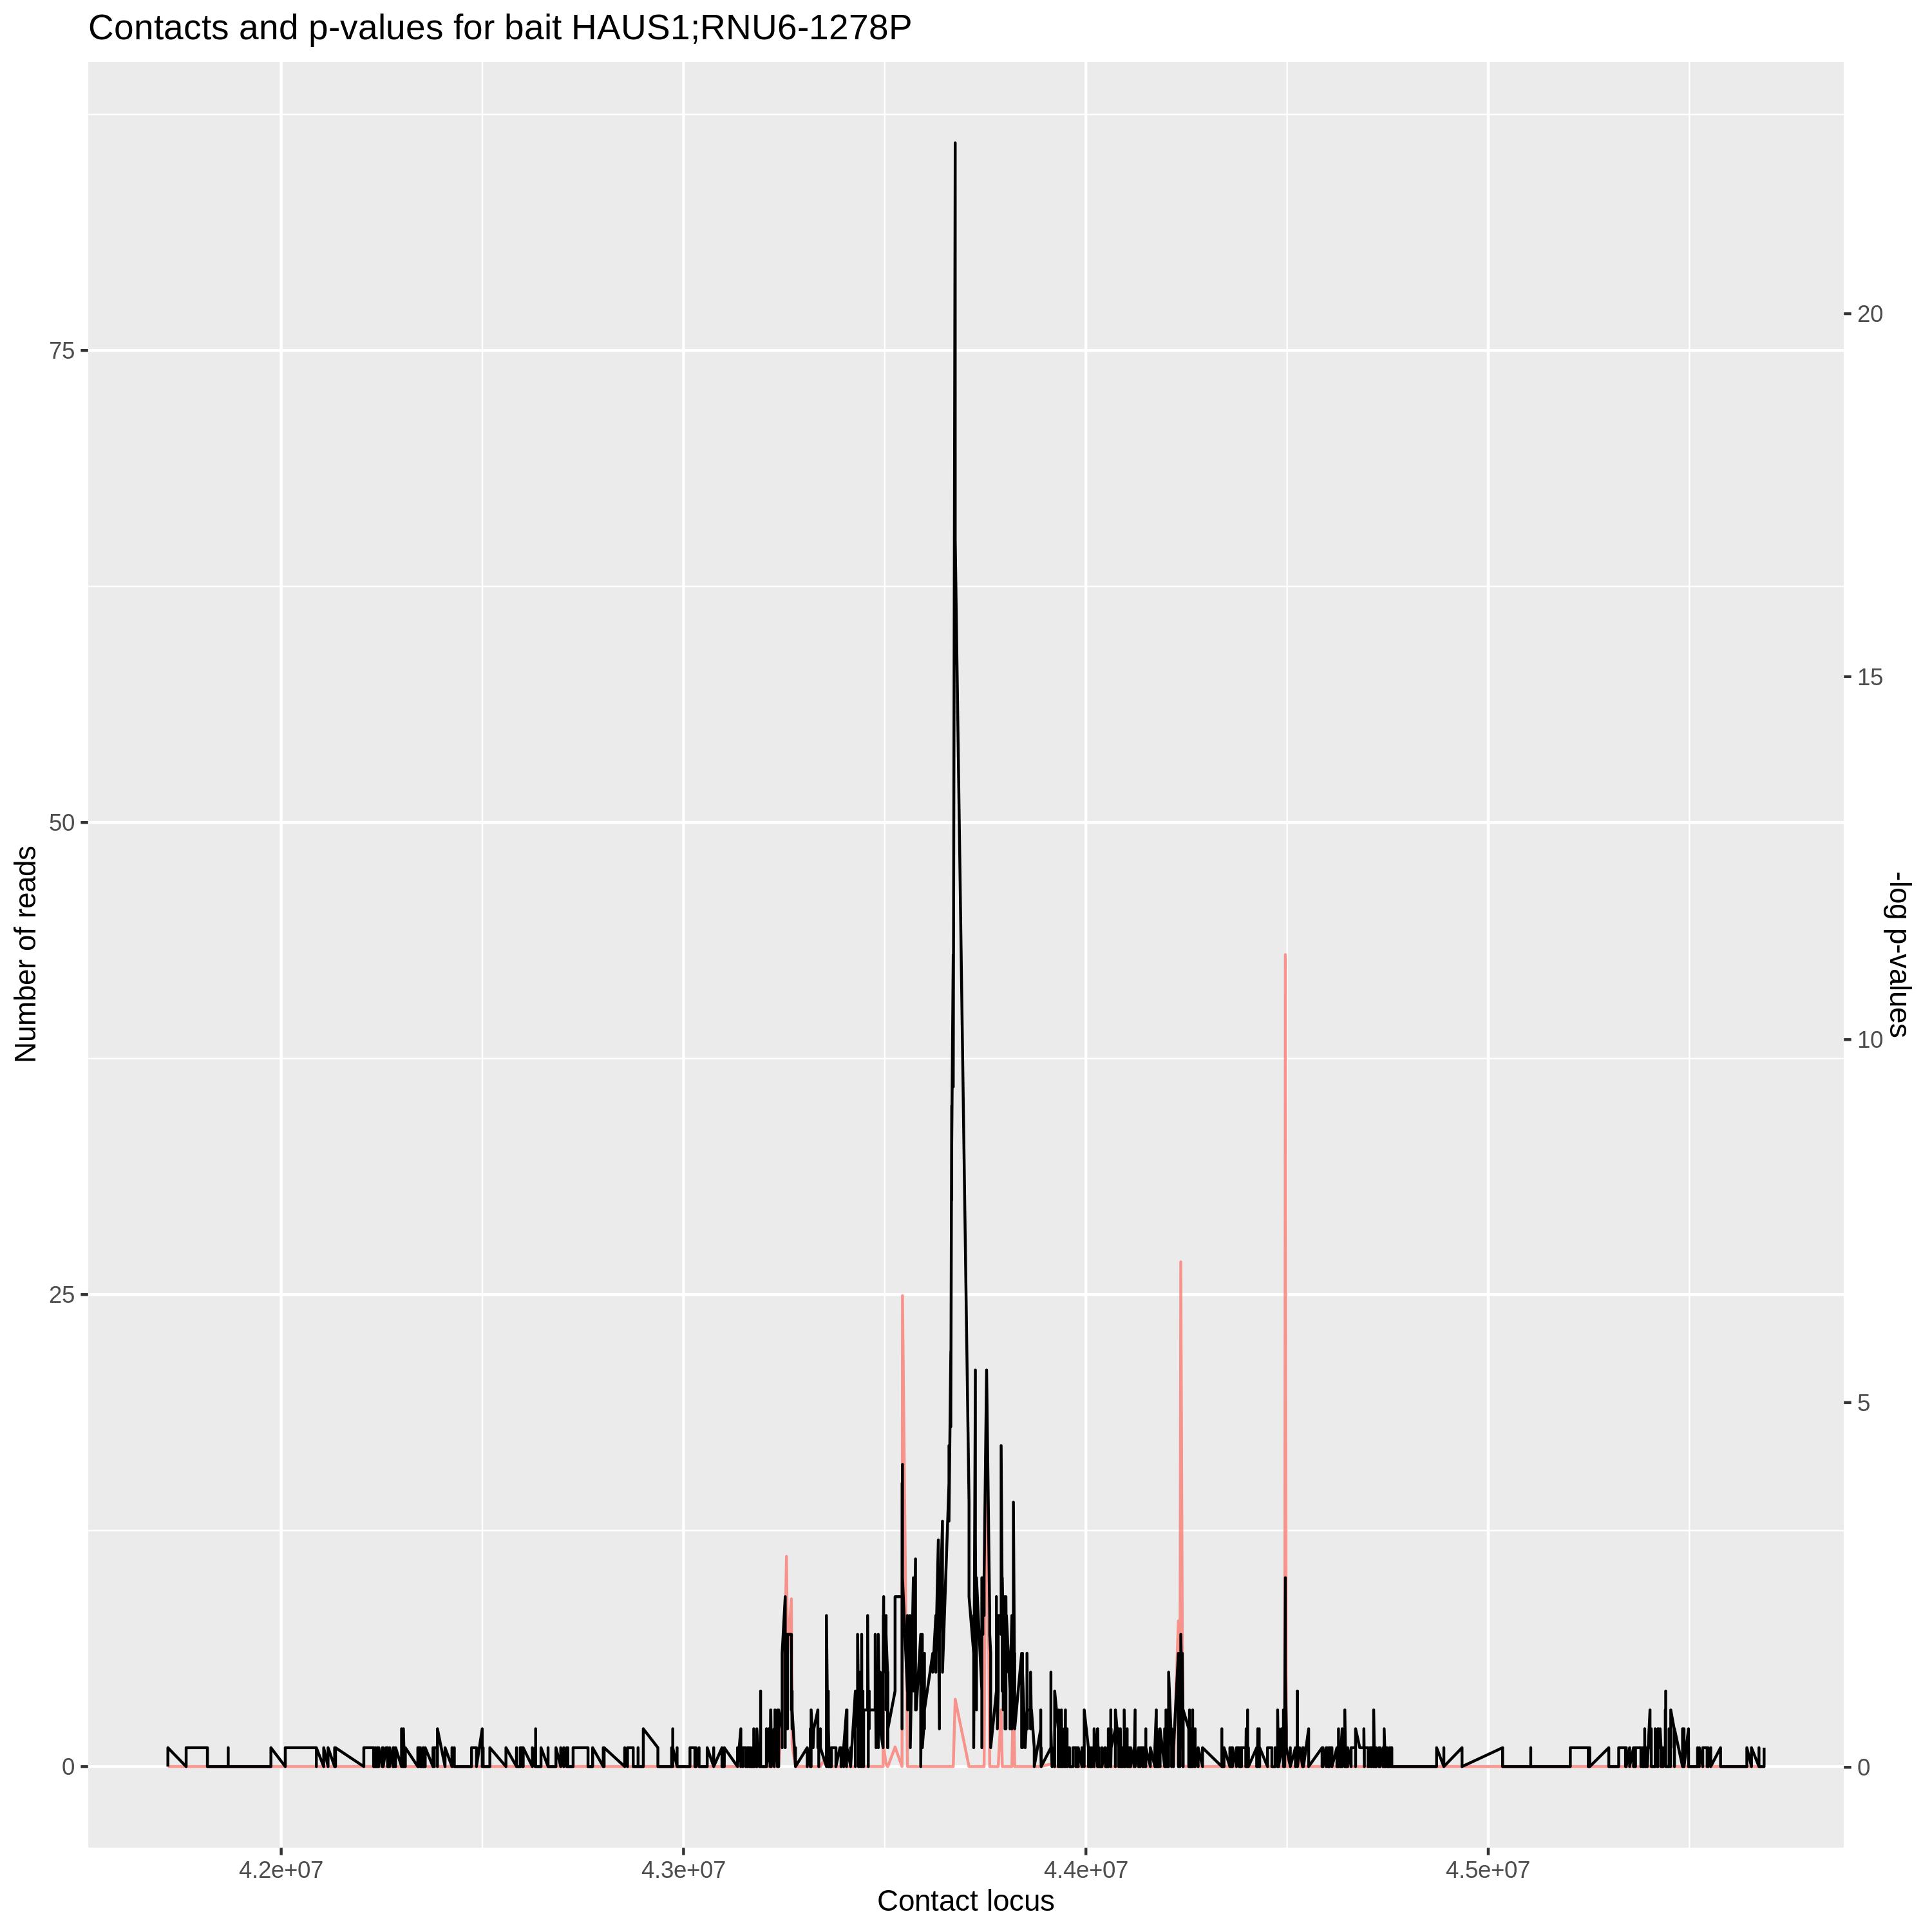 Contacts and p-values for bait HAUS1;RNU6-1278P
75
50
25
0
Number of reads
20
15
10
5
0
-log p-values
4.2e+07
4.3e+07
4.4e+07
4.5e+07
Contact locus